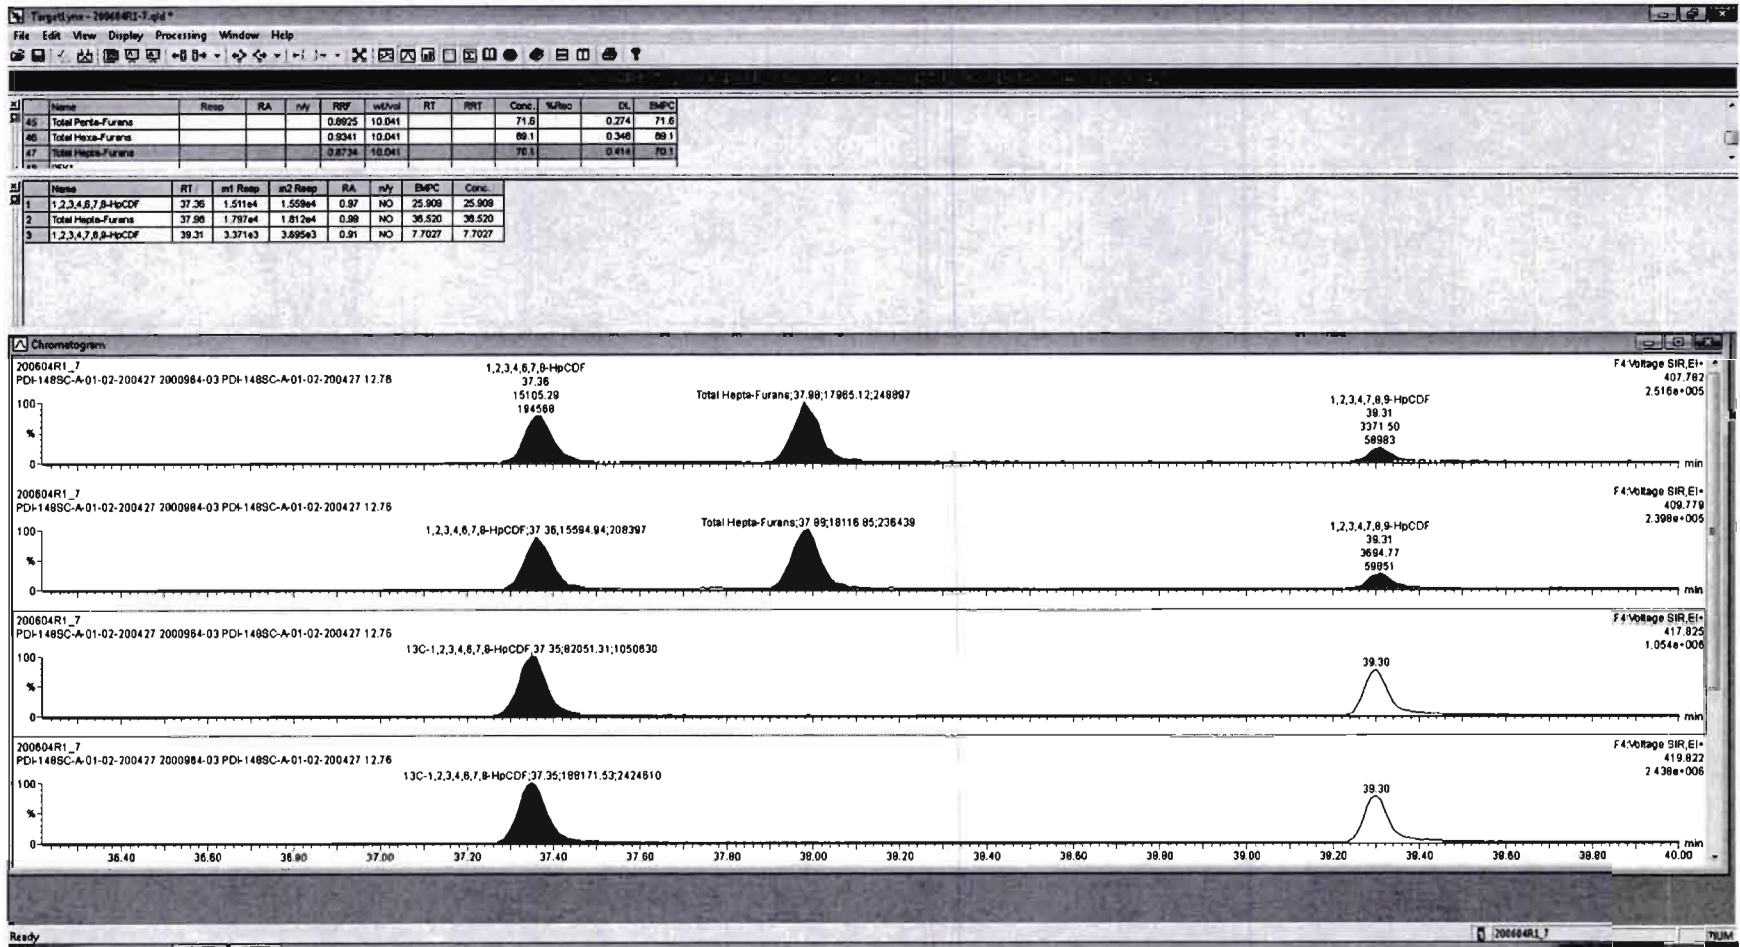 TargetLynx - 200604R1-7.qld *
File Edit View Display Processing Window Help
Name Resp RA n/y RRF wt/vol RT RRT Conc. %Rec DL EMPC
45 Total Penta-Furans 0.8925 10.041 71.6 0.274 71.6
46 Total Hexa-Furans 0.9341 10.041 69.1 0.346 69.1
47 Total Hepta-Furans 0.8734 10.041 70.1 0.414 70.1
Name RT m1 Resp m2 Resp RA n/y EMPC Conc.
1 1,2,3,4,6,7,8-HpCDF 37.36 1.511e4 1.559e4 0.97 NO 25.909 25.909
2 Total Hepta-Furans 37.98 1.797e4 1.812e4 0.99 NO 36.520 36.520
3 1,2,3,4,7,8,9-HpCDF 39.31 3.371e3 3.695e3 0.91 NO 7.7027 7.7027
Chromatogram
200604R1_7
PDI-148SC-A-01-02-200427 2000984-03 PDI-148SC-A-01-02-200427 12.76
F4:Voltage SIR,EI+
407.782
2.516e+005
1,2,3,4,6,7,8-HpCDF
37.36
15105.29
194568
Total Hepta-Furans;37.98;17965.12;248897
1,2,3,4,7,8,9-HpCDF
39.31
3371.50
58983
100
%
0
min
200604R1_7
PDI-148SC-A-01-02-200427 2000984-03 PDI-148SC-A-01-02-200427 12.76
F4:Voltage SIR,EI+
409.779
2.398e+005
1,2,3,4,6,7,8-HpCDF;37.36;15594.94;208397
Total Hepta-Furans;37.99;18116.85;236439
1,2,3,4,7,8,9-HpCDF
39.31
3694.77
59851
100
%
0
min
200604R1_7
PDI-148SC-A-01-02-200427 2000984-03 PDI-148SC-A-01-02-200427 12.76
F4:Voltage SIR,EI+
417.825
1.054e+006
13C-1,2,3,4,6,7,8-HpCDF;37.35;82051.31;1050630
39.30
100
%
0
min
200604R1_7
PDI-148SC-A-01-02-200427 2000984-03 PDI-148SC-A-01-02-200427 12.76
F4:Voltage SIR,EI+
419.822
2.438e+006
13C-1,2,3,4,6,7,8-HpCDF;37.35;188171.53;2424610
39.30
100
%
0
min
36.40 36.60 36.80 37.00 37.20 37.40 37.60 37.80 38.00 38.20 38.40 38.60 38.80 39.00 39.20 39.40 39.60 39.80 40.00
Ready
200604R1_7
NUM